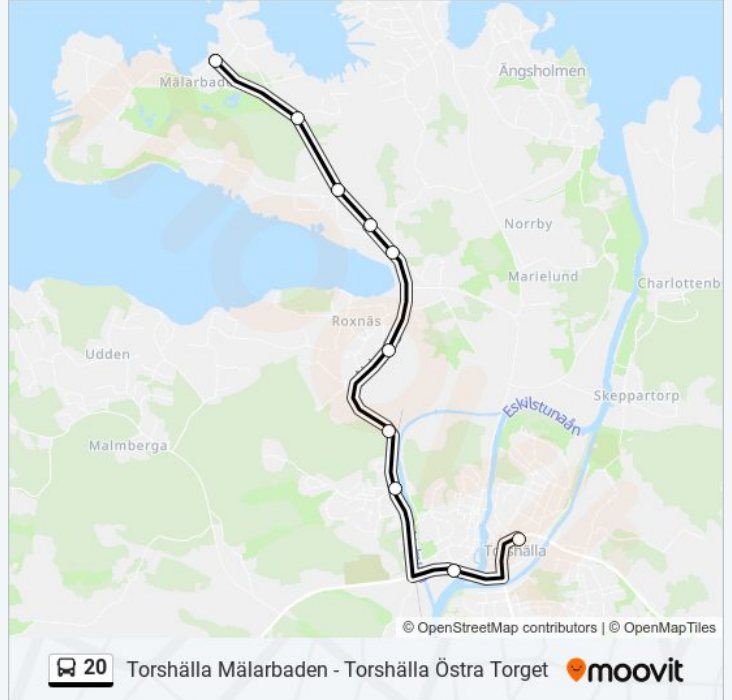 Ängsholmen
Mälarbad
Norrby
Marielund
Charlottenb
Roxnäs
Udden
Skeppartorp
Eskilstunaån
Malmberga
Torshälla
© OpenStreetMap contributors | © OpenMapTiles
20 Torshälla Mälarbaden - Torshälla Östra Torget moovit